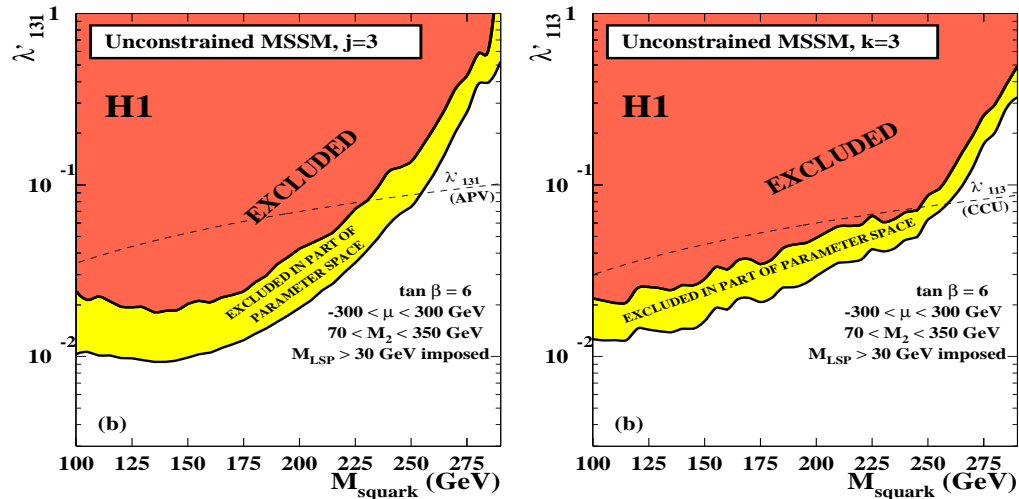 λ′₁₃₁
1
10⁻¹
10⁻²
Unconstrained MSSM, j=3
H1
EXCLUDED
λ′₁₃₁
(APV)
EXCLUDED IN PART OF
PARAMETER SPACE
tan β = 6
-300 < μ < 300 GeV
70 < M₂ < 350 GeV
M_LSP > 30 GeV imposed
(b)
100 125 150 175 200 225 250 275
M_squark (GeV)
λ′₁₁₃
1
10⁻¹
10⁻²
Unconstrained MSSM, k=3
H1
EXCLUDED
λ′₁₁₃
(CCU)
EXCLUDED IN PART OF PARAMETER SPACE
tan β = 6
-300 < μ < 300 GeV
70 < M₂ < 350 GeV
M_LSP > 30 GeV imposed
(b)
100 125 150 175 200 225 250 275
M_squark (GeV)